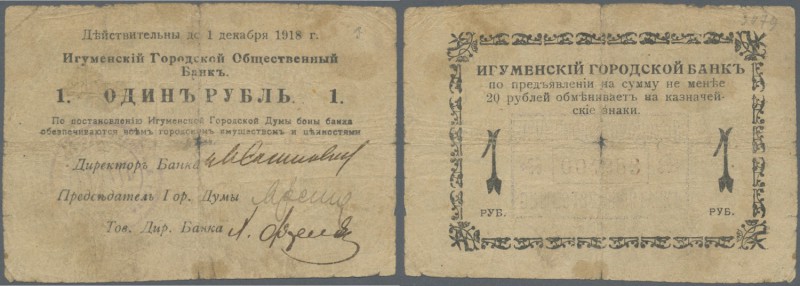 Дѣйствительны до 1 декабря 1918 г.
Игуменскій Городской Общественный
Банкъ.
1. ОДИНЪ РУБЛЬ. 1.
По постановленію Игуменской Городской Думы боны банка
обезпечиваются всѣмъ городскимъ имуществомъ и цѣнностями
Директоръ Банка
Предсѣдатель Гор. Думы
Тов. Дир. Банка
3079
ИГУМЕНСКІЙ ГОРОДСКОЙ БАНКЪ
по предъявленіи на сумму не менѣе
20 рублей обмѣниваетъ на казначей-
скіе знаки.
1 1
РУБ. РУБ.